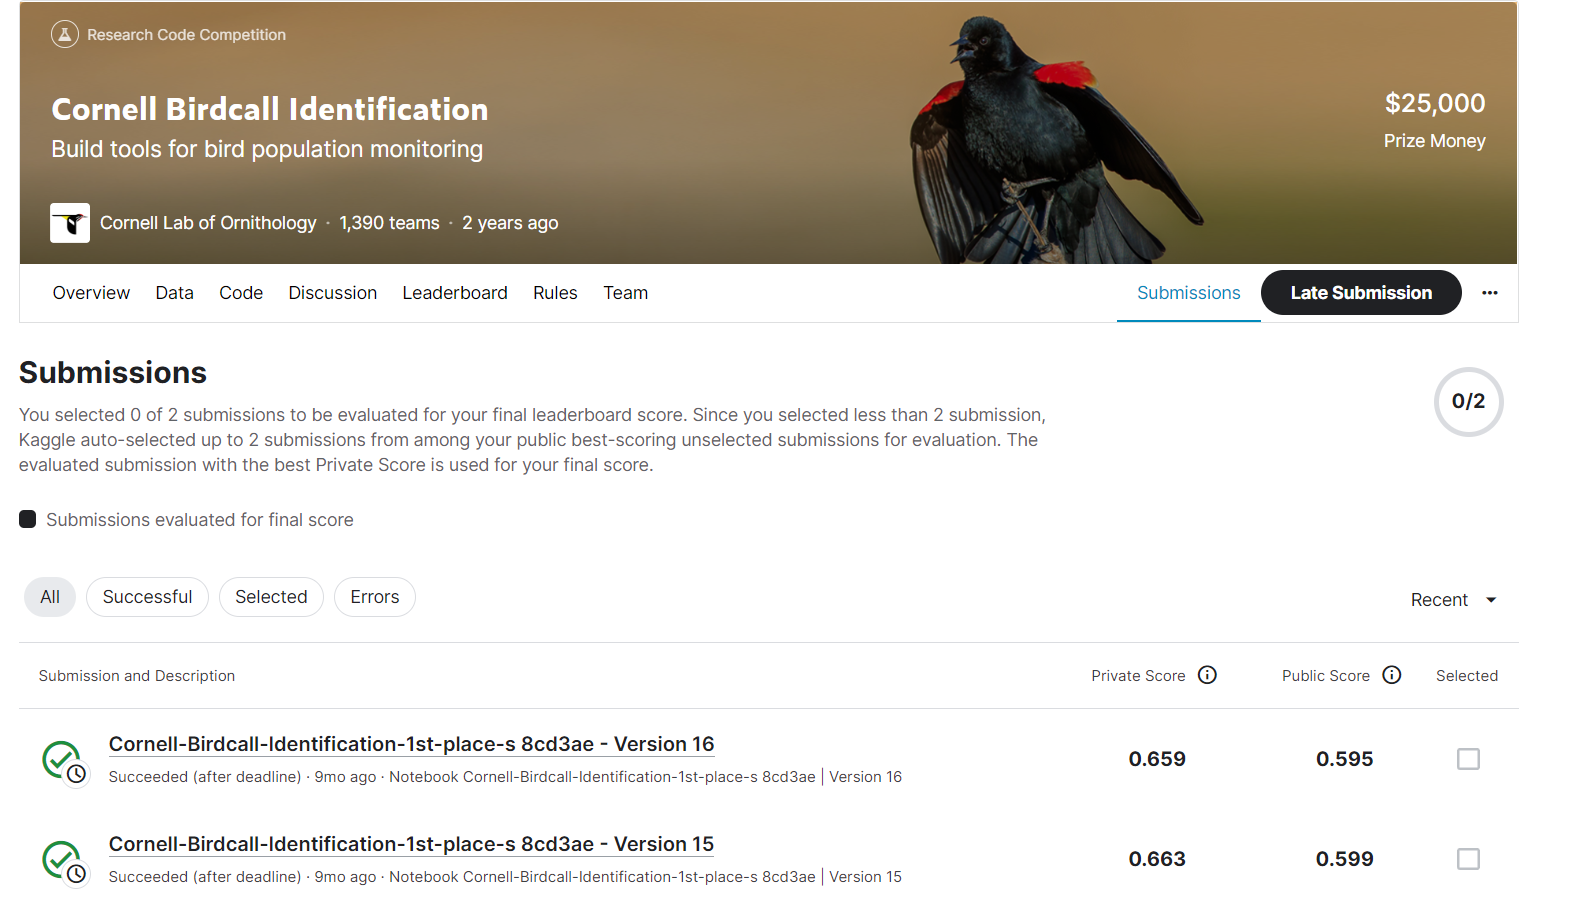 Research Code Competition
Cornell Birdcall Identification
$25,000
Build tools for bird population monitoring
Prize Money
Cornell Lab of Ornithology · 1,390 teams · 2 years ago
Overview Data Code Discussion Leaderboard Rules Team Submissions Late Submission
Submissions
You selected 0 of 2 submissions to be evaluated for your final leaderboard score. Since you selected less than 2 submission,
Kaggle auto-selected up to 2 submissions from among your public best-scoring unselected submissions for evaluation. The
evaluated submission with the best Private Score is used for your final score.
0/2
Submissions evaluated for final score
All Successful Selected Errors
Recent
Submission and Description Private Score Public Score Selected
Cornell-Birdcall-Identification-1st-place-s 8cd3ae - Version 16
Succeeded (after deadline) · 9mo ago · Notebook Cornell-Birdcall-Identification-1st-place-s 8cd3ae | Version 16
0.659 0.595
Cornell-Birdcall-Identification-1st-place-s 8cd3ae - Version 15
Succeeded (after deadline) · 9mo ago · Notebook Cornell-Birdcall-Identification-1st-place-s 8cd3ae | Version 15
0.663 0.599